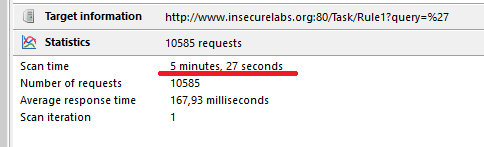 Target information http://www.insecurelabs.org:80/Task/Rule1?query=%27
Statistics 10585 requests
Scan time 5 minutes, 27 seconds
Number of requests 10585
Average response time 167,93 milliseconds
Scan iteration 1